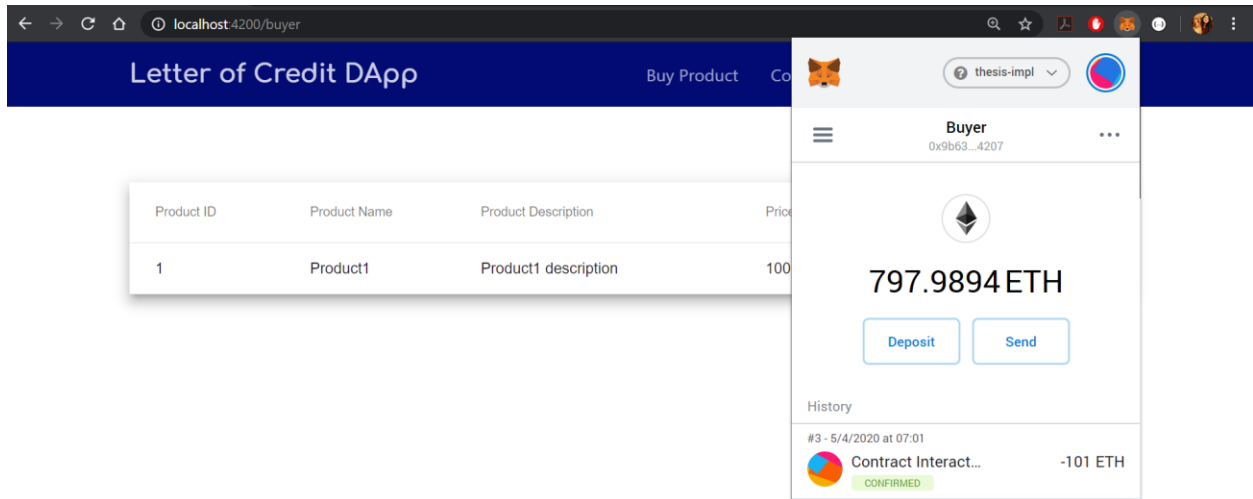 localhost:4200/buyer
Letter of Credit DApp
Buy Product Co
thesis-impl
Buyer
0x9b63...4207
Product ID Product Name Product Description Price
1 Product1 Product1 description 100
797.9894 ETH
Deposit Send
History
#3 - 5/4/2020 at 07:01
Contract Interact... -101 ETH
CONFIRMED